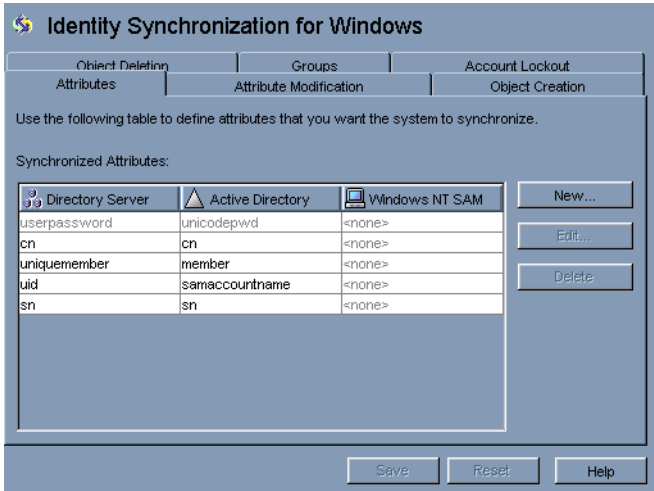 Identity Synchronization for Windows
Object Deletion Groups Account Lockout
Attributes Attribute Modification Object Creation
Use the following table to define attributes that you want the system to synchronize.
Synchronized Attributes:
Directory Server Active Directory Windows NT SAM New...
userpassword unicodepwd <none>
cn cn <none> Edit...
uniquemember member <none>
uid samaccountname <none> Delete
sn sn <none>
Save Reset Help